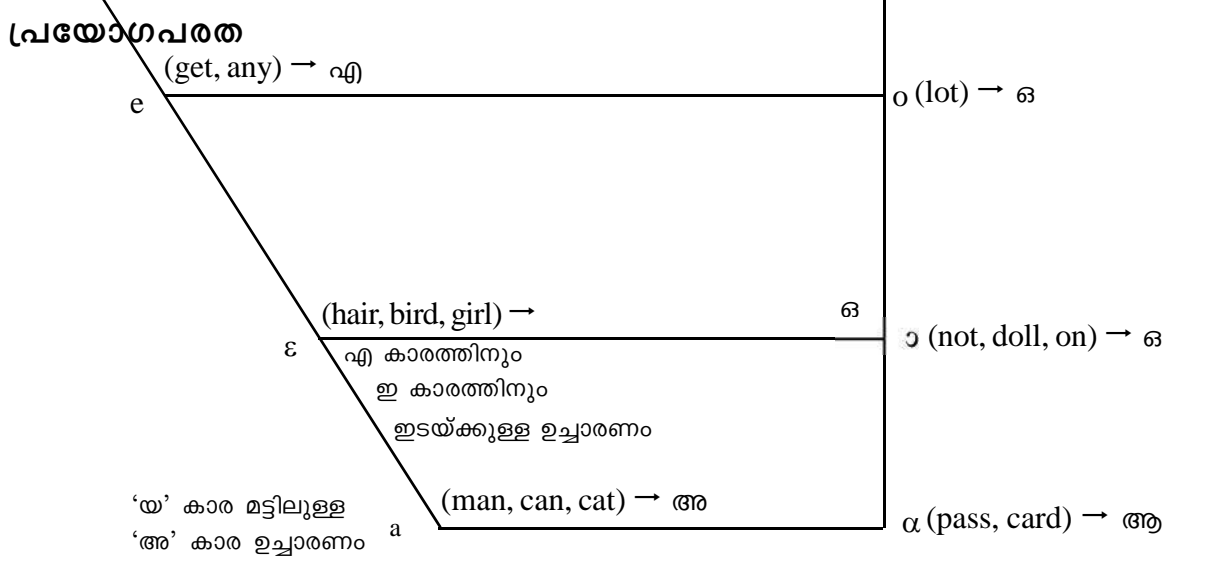 പ്രയോഗപരത
(get, any) → എ
e
o (lot) → ഒ
(hair, bird, girl) →
ഒ
ε
ɔ (not, doll, on) → ഒ
എ കാരത്തിനും
ഇ കാരത്തിനും
ഇടയ്ക്കുള്ള ഉച്ചാരണം
(man, can, cat) → അ
‘യ’ കാര മട്ടിലുള്ള
‘അ’ കാര ഉച്ചാരണം
a
α (pass, card) → ആ